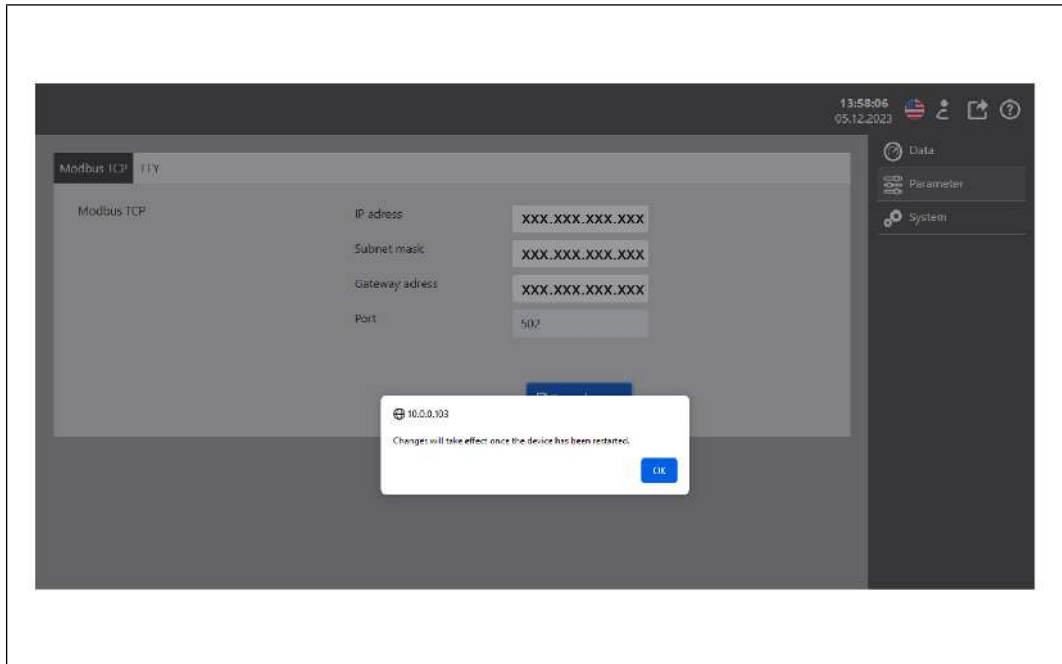 13:58:06
05.12.2023
Data
Parameter
System
Modbus TCP TTY
Modbus TCP
IP adress XXX.XXX.XXX.XXX
Subnet mask XXX.XXX.XXX.XXX
Gateway adress XXX.XXX.XXX.XXX
Port 502
10.0.0.103
Changes will take effect once the device has been restarted.
OK